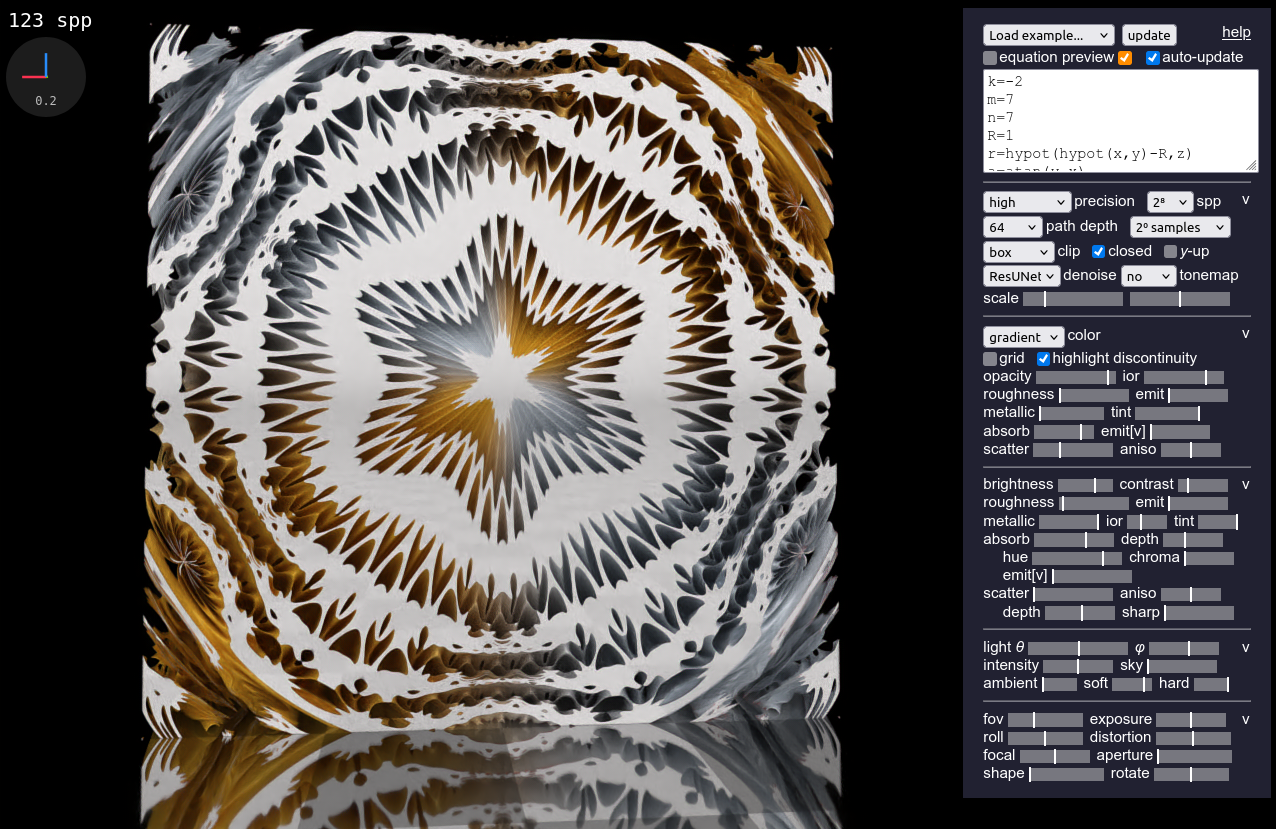 123 spp
0.2
Load example... update help
equation preview auto-update
k=-2
m=7
n=7
R=1
r=hypot(hypot(x,y)-R,z)
high precision 2⁸ spp v
64 path depth 2⁰ samples
box clip closed y-up
ResUNet denoise no tonemap
scale
gradient color v
grid highlight discontinuity
opacity ior
roughness emit
metallic tint
absorb emit[v]
scatter aniso
brightness contrast v
roughness emit
metallic ior tint
absorb depth
hue chroma
emit[v]
scatter aniso
depth sharp
light θ φ v
intensity sky
ambient soft hard
fov exposure v
roll distortion
focal aperture
shape rotate